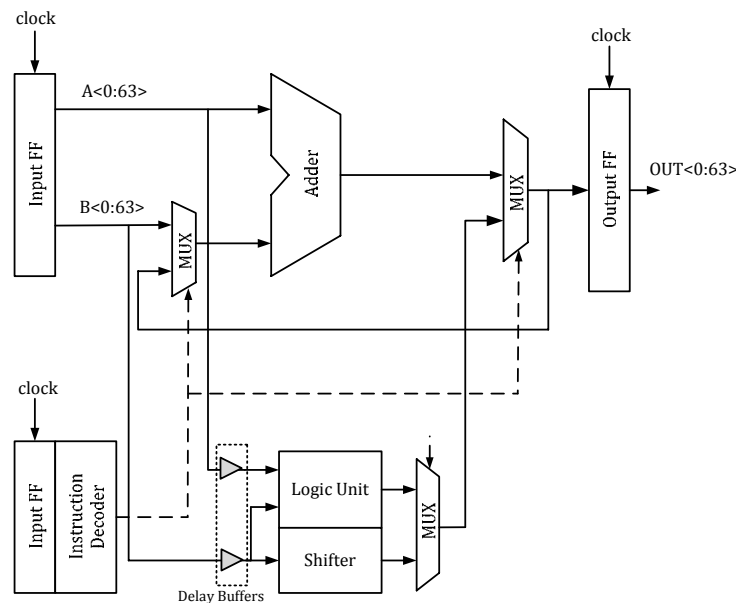 clock
clock
A<0:63>
Input FF
Adder
MUX
Output FF
OUT<0:63>
B<0:63>
MUX
clock
Input FF
Instruction
Decoder
Logic Unit
Shifter
MUX
Delay Buffers